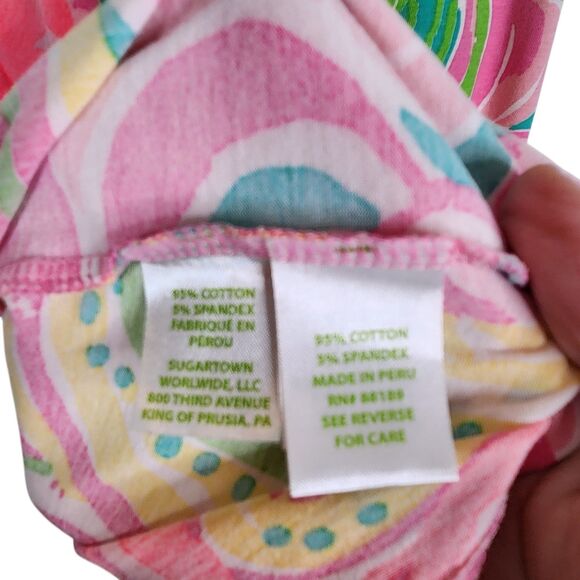 95% COTTON
5% SPANDEX
FABRIQUÉ EN
PÉROU
SUGARTOWN
WORLWIDE, LLC
800 THIRD AVENUE
KING OF PRUSIA, PA
95% COTTON
5% SPANDEX
MADE IN PERU
RN# 88189
SEE REVERSE
FOR CARE